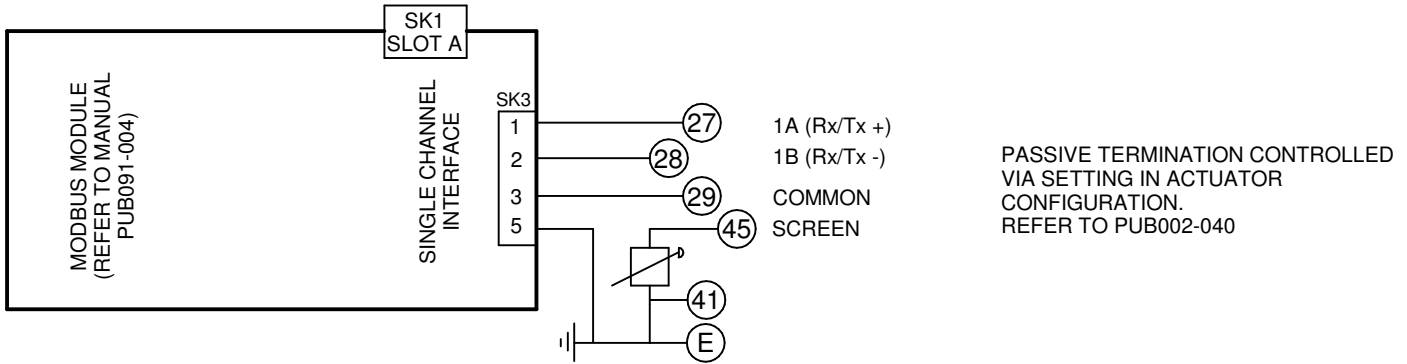 SK1
SLOT A
MODBUS MODULE
(REFER TO MANUAL
PUB091-004)
SINGLE CHANNEL
INTERFACE
SK3
1
27
1A (Rx/Tx +)
2
28
1B (Rx/Tx -)
3
29
COMMON
5
45
SCREEN
41
E
PASSIVE TERMINATION CONTROLLED
VIA SETTING IN ACTUATOR
CONFIGURATION.
REFER TO PUB002-040